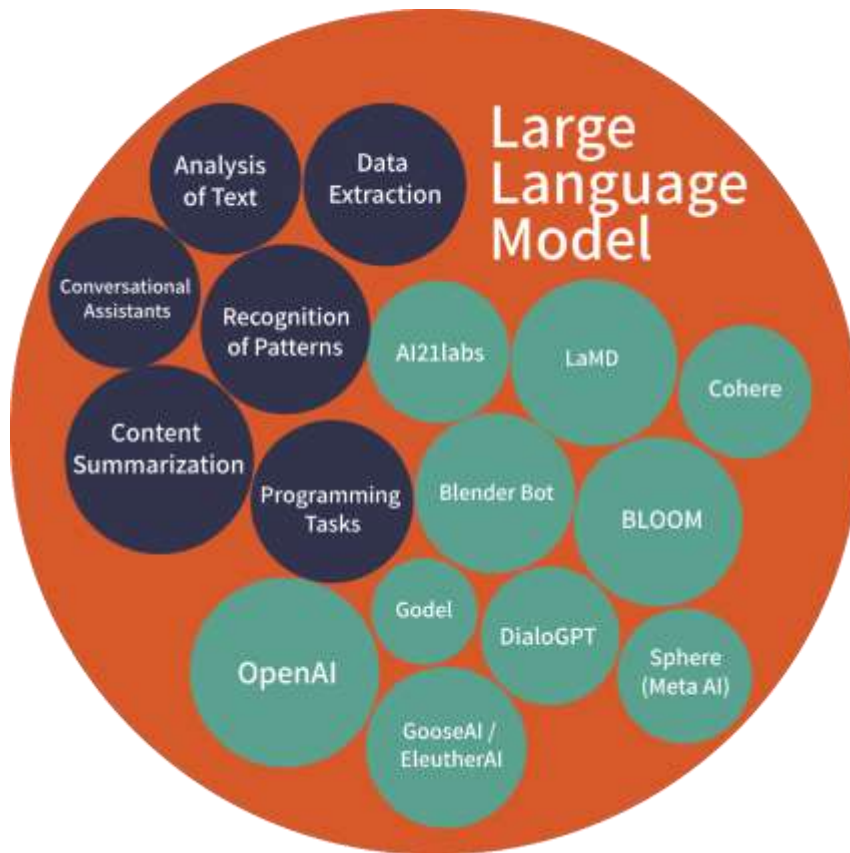 Large
Language
Model
Analysis
of Text
Data
Extraction
Conversational
Assistants
Recognition
of Patterns
AI21labs
LaMD
Cohere
Content
Summarization
Programming
Tasks
Blender Bot
BLOOM
Godel
DialoGPT
OpenAI
Sphere
(Meta AI)
GooseAI /
EleutherAI